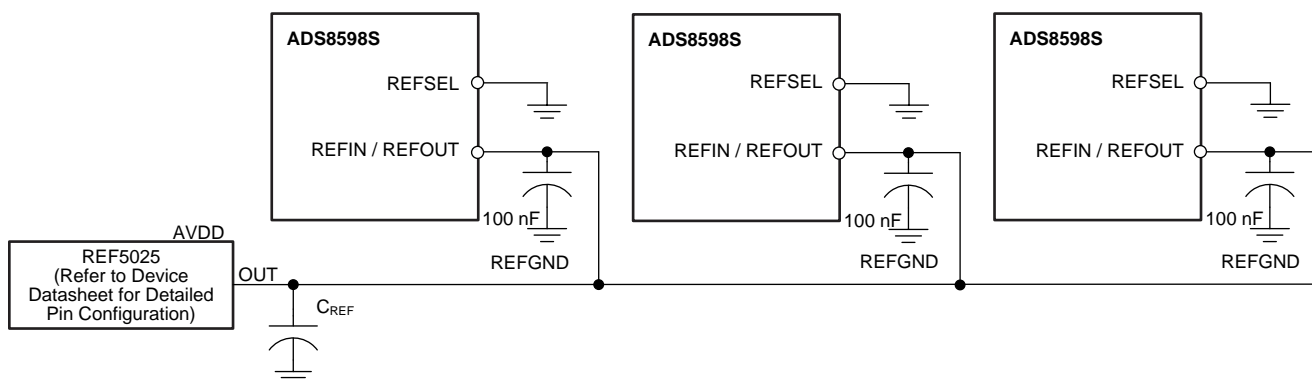 ADS8598S
REFSEL
REFIN / REFOUT
100 nF
REFGND
ADS8598S
REFSEL
REFIN / REFOUT
100 nF
REFGND
ADS8598S
REFSEL
REFIN / REFOUT
100 nF
REFGND
AVDD
REF5025
(Refer to Device
Datasheet for Detailed
Pin Configuration)
OUT
CREF